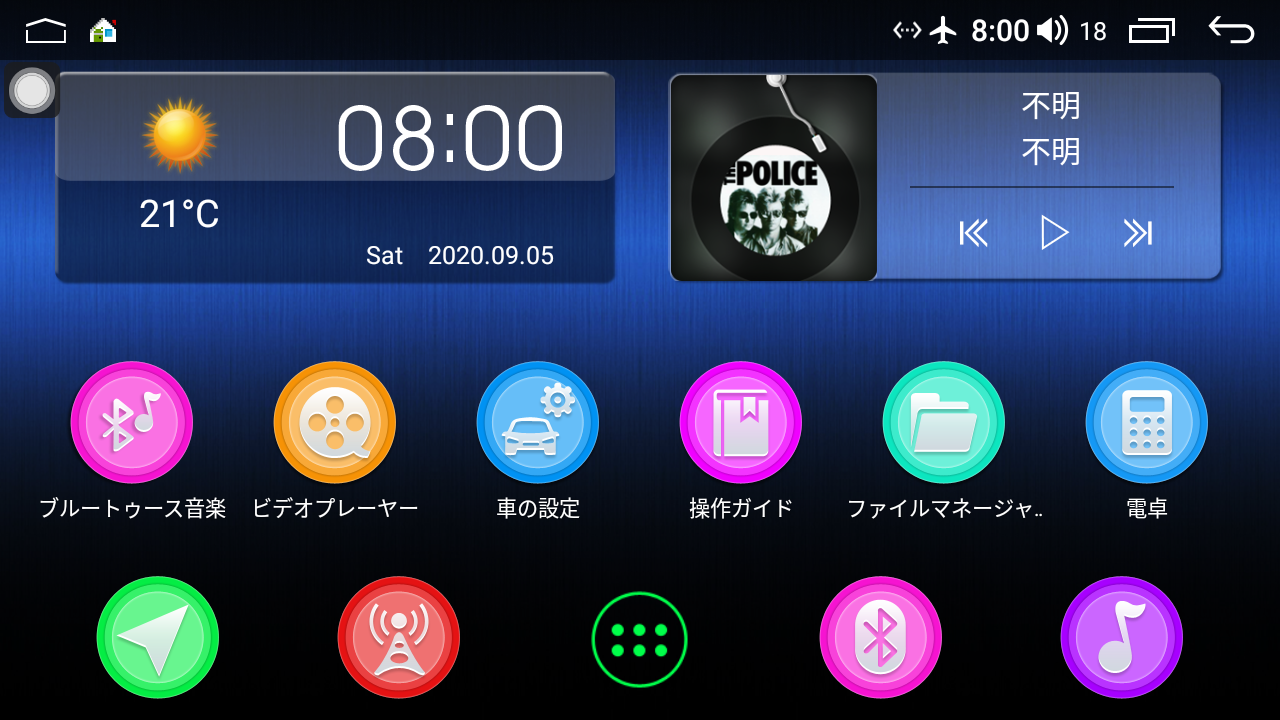 8:00
18
08:00
21°C
Sat 2020.09.05
THE POLICE
不明
不明
ブルートゥース音楽
ビデオプレーヤー
車の設定
操作ガイド
ファイルマネージャ..
電卓